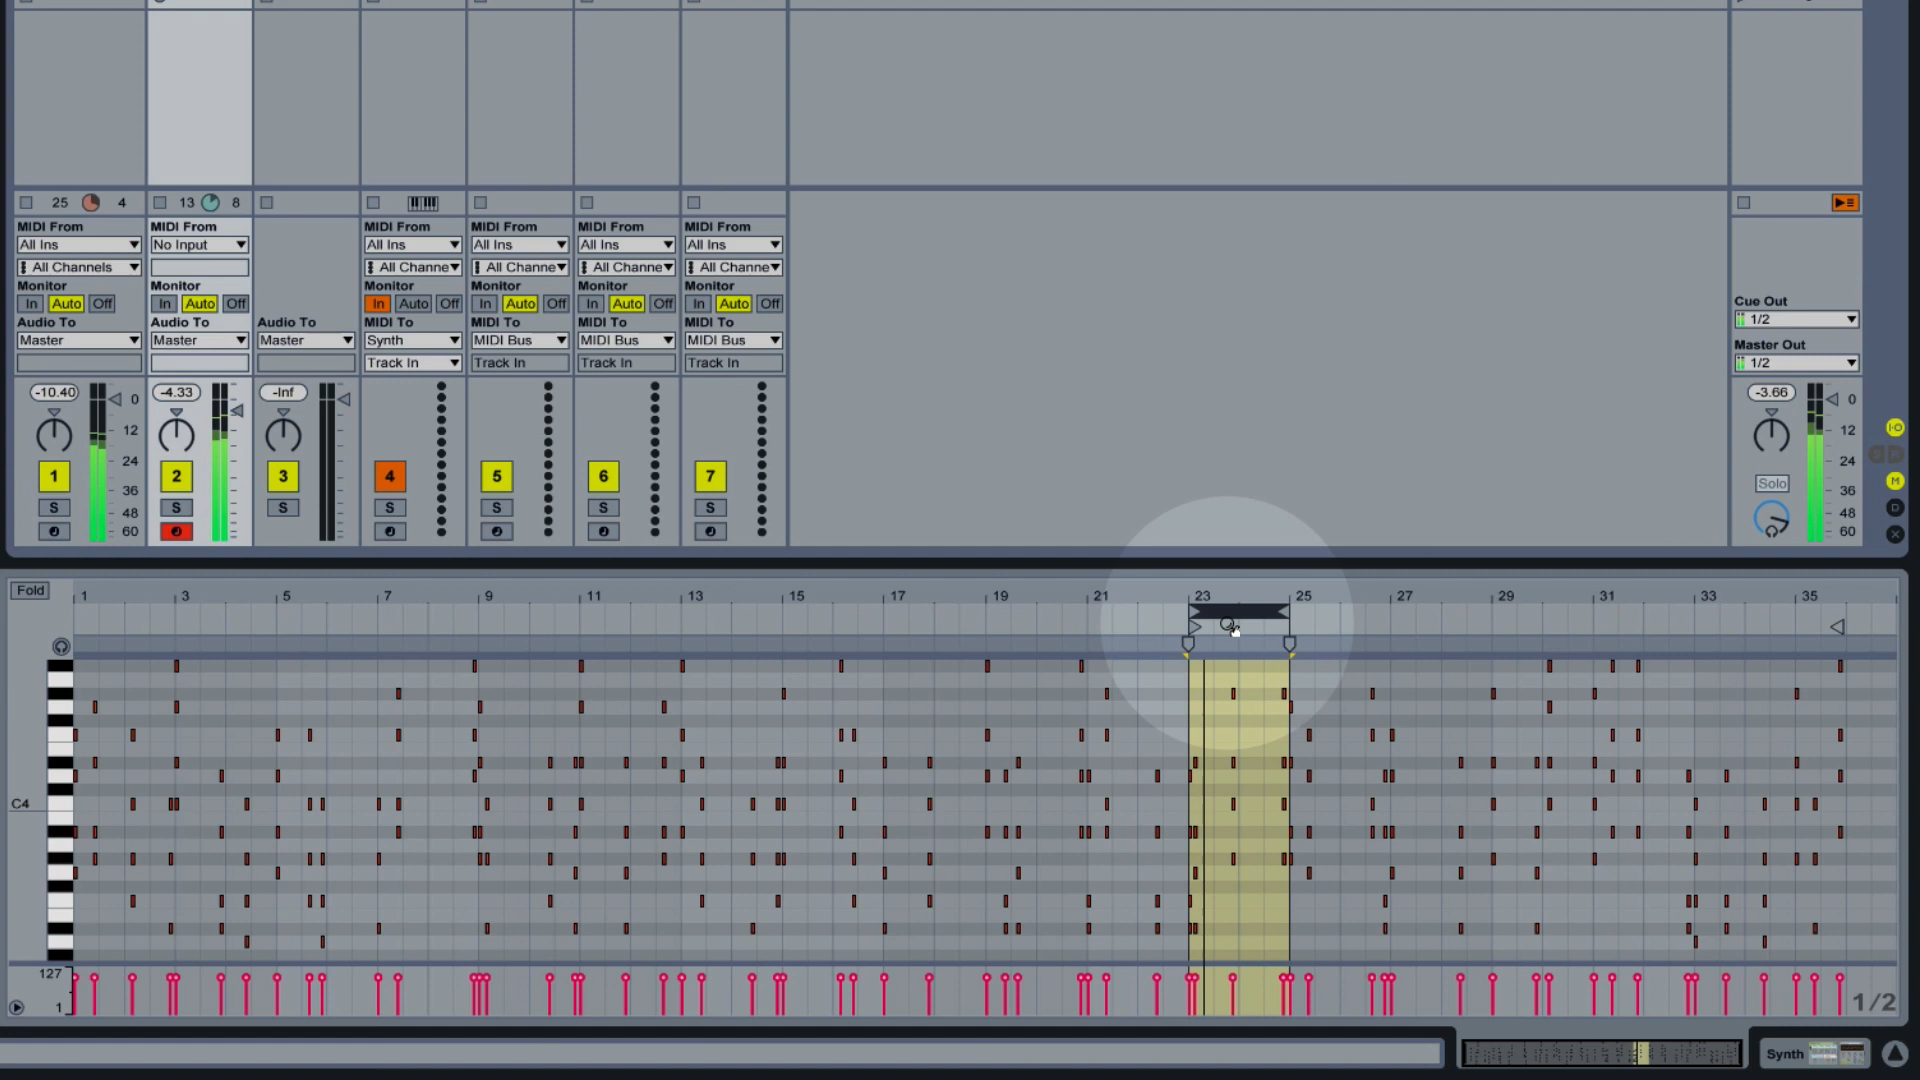 25 4 13 8
MIDI From MIDI From MIDI From MIDI From MIDI From MIDI From
All Ins No Input All Ins All Ins All Ins All Ins
All Channels All Channe All Channe All Channe All Channe
Monitor Monitor Monitor Monitor Monitor Monitor
In Auto Off In Auto Off In Auto Off In Auto Off In Auto Off In Auto Off
Cue Out
Audio To Audio To Audio To MIDI To MIDI To MIDI To MIDI To
1/2
Master Master Master Synth MIDI Bus MIDI Bus MIDI Bus
Master Out
Track In Track In Track In Track In 1/2
-10.40 0 -4.33 -Inf -3.66 0
12 12
24 24
1 2 3 4 5 6 7
Solo
36 36
S S S S S S S
48 48
60 60
I·O
M
D
X
Fold 1 3 5 7 9 11 13 15 17 19 21 23 25 27 29 31 33 35
C4
127
1
1/2
Synth